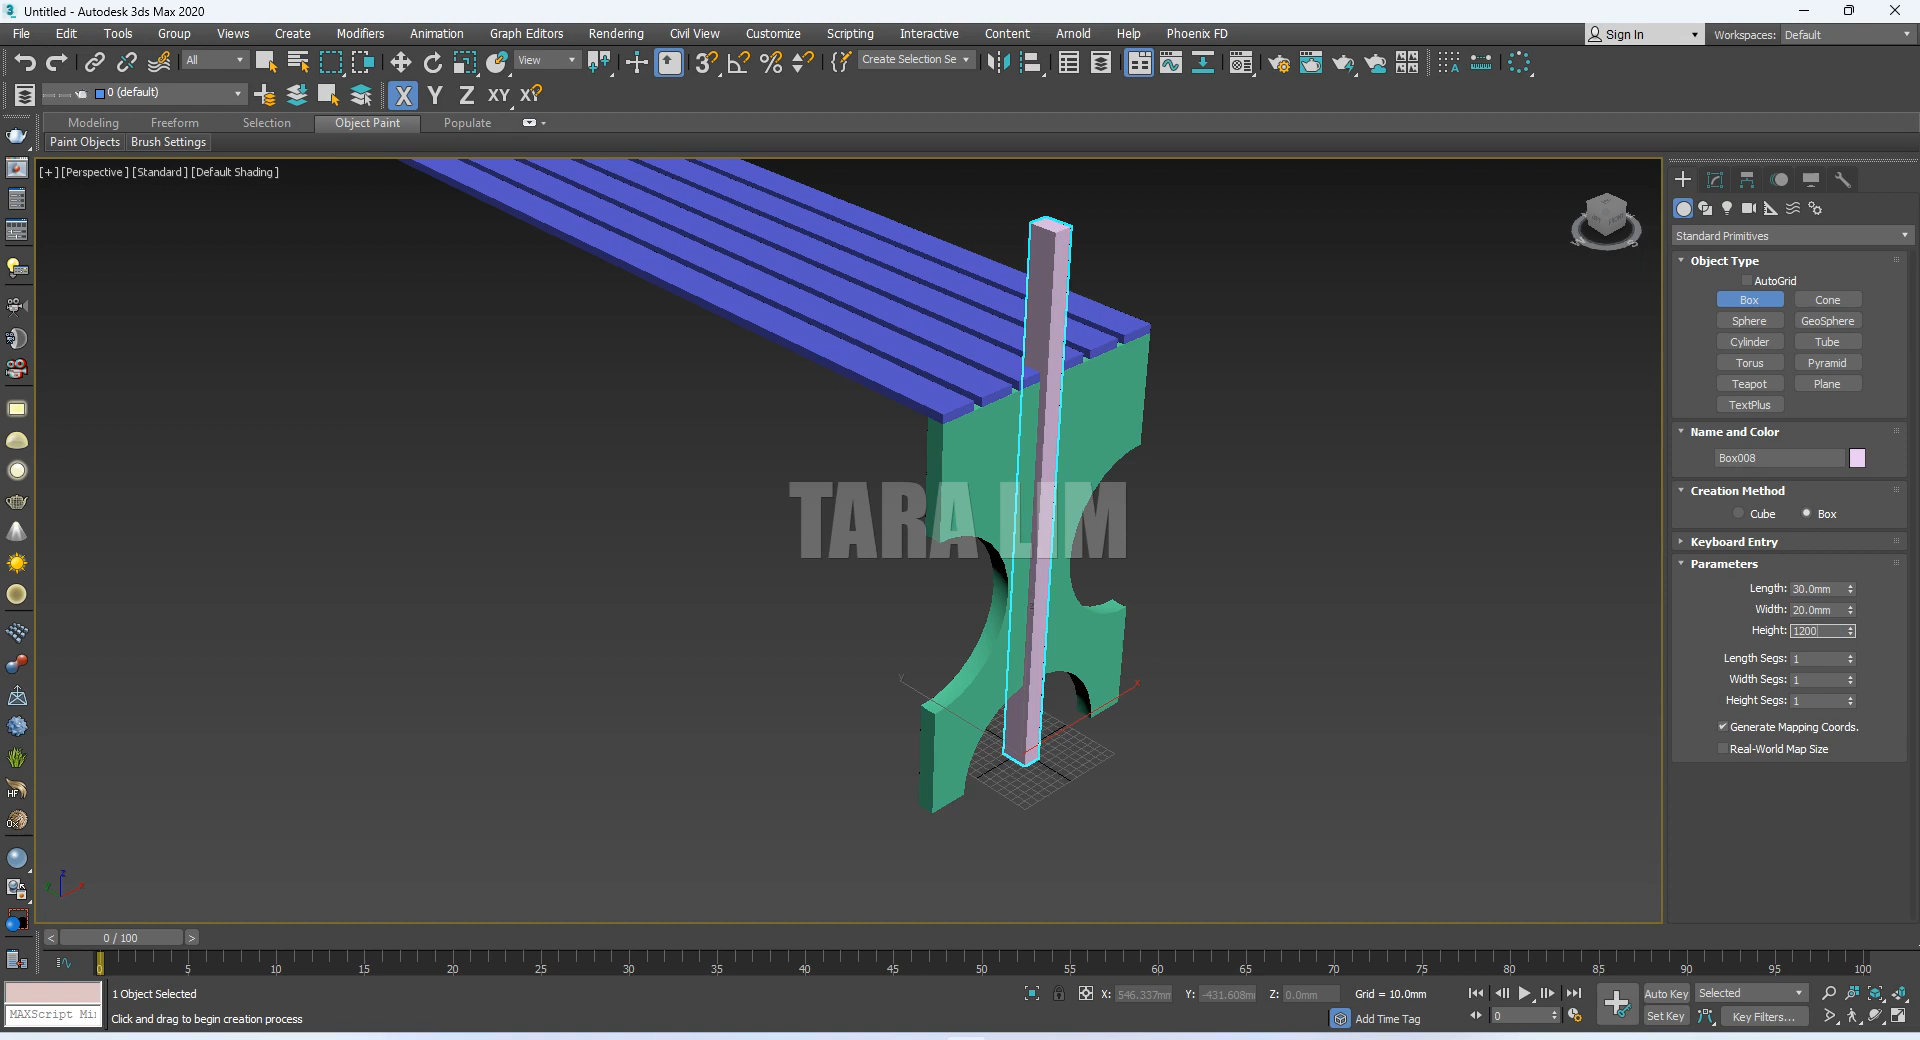 Untitled - Autodesk 3ds Max 2020
File Edit Tools Group Views Create Modifiers Animation Graph Editors Rendering Civil View Customize Scripting Interactive Content Arnold Help Phoenix FD Sign In Workspaces: Default
All View Create Selection Se
0 (default) X Y Z XY XY
Modeling Freeform Selection Object Paint Populate
Paint Objects Brush Settings
[+] [Perspective] [Standard] [Default Shading]
TARA LIM
Standard Primitives
Object Type
AutoGrid
Box Cone
Sphere GeoSphere
Cylinder Tube
Torus Pyramid
Teapot Plane
TextPlus
Name and Color
Box008
Creation Method
Cube Box
Keyboard Entry
Parameters
Length: 30.0mm
Width: 20.0mm
Height: 1200
Length Segs: 1
Width Segs: 1
Height Segs: 1
Generate Mapping Coords.
Real-World Map Size
0 / 100
0 5 10 15 20 25 30 35 40 45 50 55 60 65 70 75 80 85 90 95 100
1 Object Selected X: 546.337mm Y: -431.608mm Z: 0.0mm Grid = 10.0mm Auto Key Selected
MAXScript Mi Click and drag to begin creation process Add Time Tag 0 Set Key Key Filters...